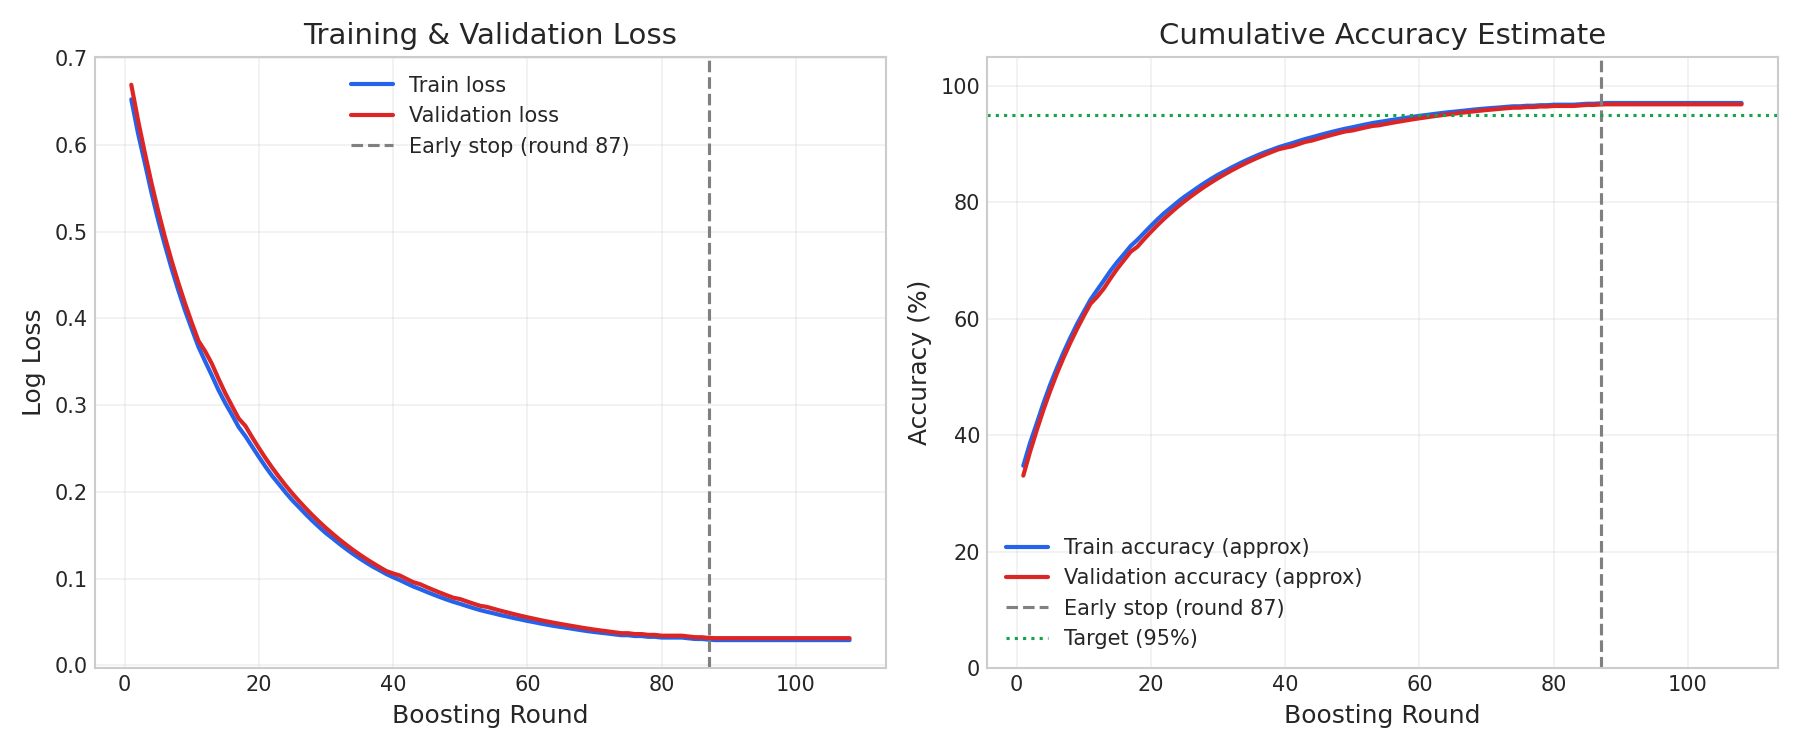 Training & Validation Loss
Train loss
Validation loss
Early stop (round 87)
0.7
0.6
0.5
0.4
0.3
0.2
0.1
0.0
Log Loss
0 20 40 60 80 100
Boosting Round
Cumulative Accuracy Estimate
100
80
60
40
20
0
Accuracy (%)
Train accuracy (approx)
Validation accuracy (approx)
Early stop (round 87)
Target (95%)
0 20 40 60 80 100
Boosting Round